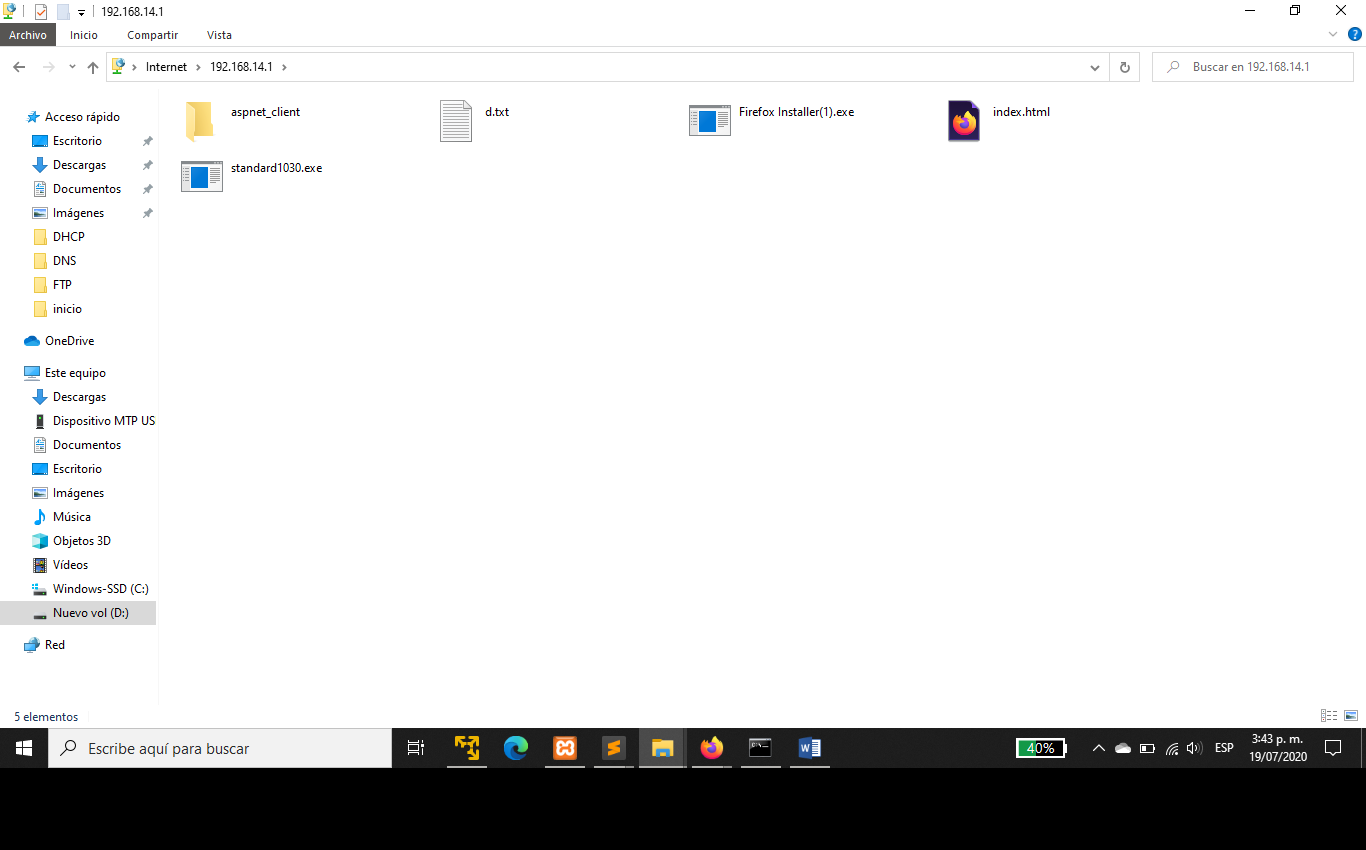 192.168.14.1
Archivo
Inicio
Compartir
Vista
Internet
192.168.14.1
Buscar en 192.168.14.1
Acceso rápido
Escritorio
Descargas
Documentos
Imágenes
DHCP
DNS
FTP
inicio
OneDrive
Este equipo
Descargas
Dispositivo MTP US
Documentos
Escritorio
Imágenes
Música
Objetos 3D
Vídeos
Windows-SSD (C:)
Nuevo vol (D:)
Red
aspnet_client
d.txt
Firefox Installer(1).exe
index.html
standard1030.exe
5 elementos
Escribe aquí para buscar
40%
ESP
3:43 p. m.
19/07/2020